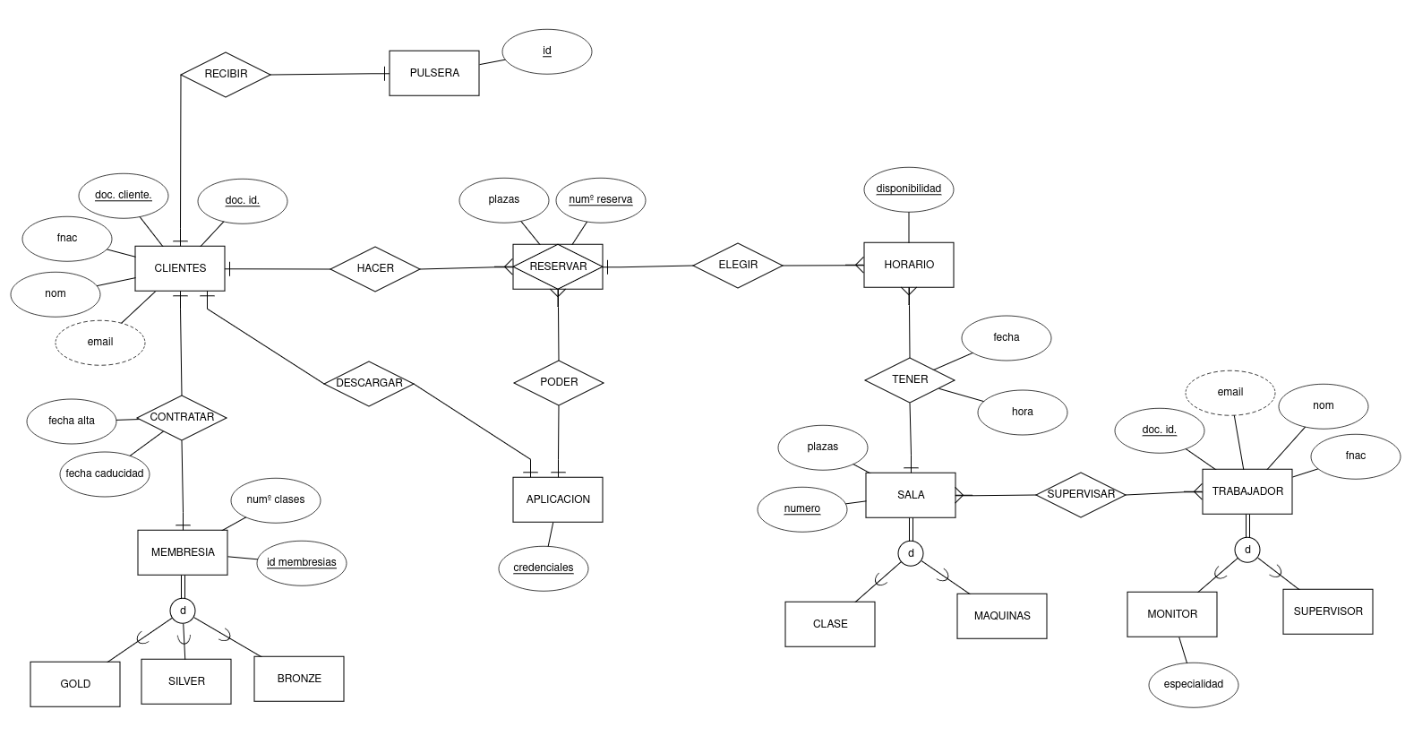 id
RECIBIR
PULSERA
doc. cliente.
doc. id.
plazas
numº reserva
disponibilidad
fnac
CLIENTES
HACER
RESERVAR
ELEGIR
HORARIO
nom
email
fecha
DESCARGAR
PODER
TENER
email
nom
hora
fecha alta
CONTRATAR
doc. id.
plazas
fnac
fecha caducidad
numº clases
APLICACION
SALA
SUPERVISAR
TRABAJADOR
numero
MEMBRESIA
id membresias
credenciales
d
d
d
CLASE
MAQUINAS
MONITOR
SUPERVISOR
GOLD
SILVER
BRONZE
especialidad